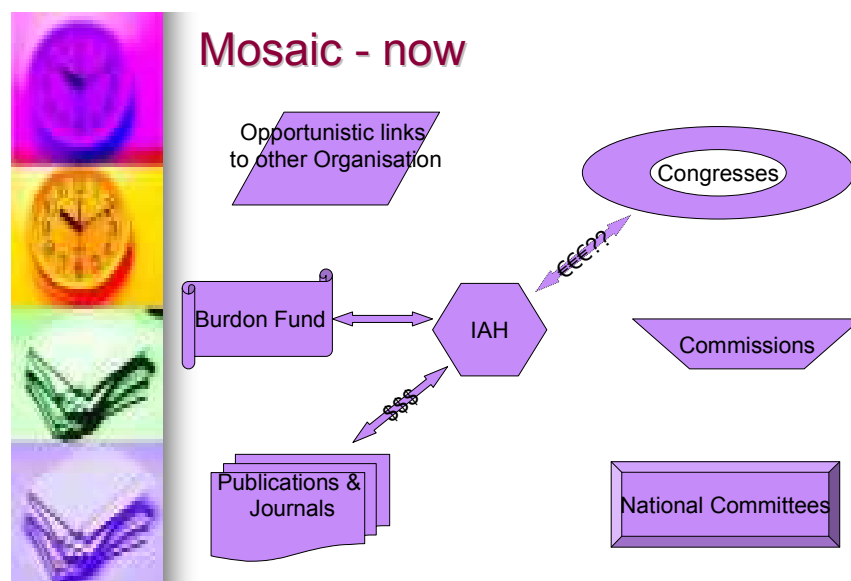 Mosaic - now
Opportunistic links
to other Organisation
Congresses
€€€??
Burdon Fund
IAH
Commissions
$$$
Publications &
Journals
National Committees